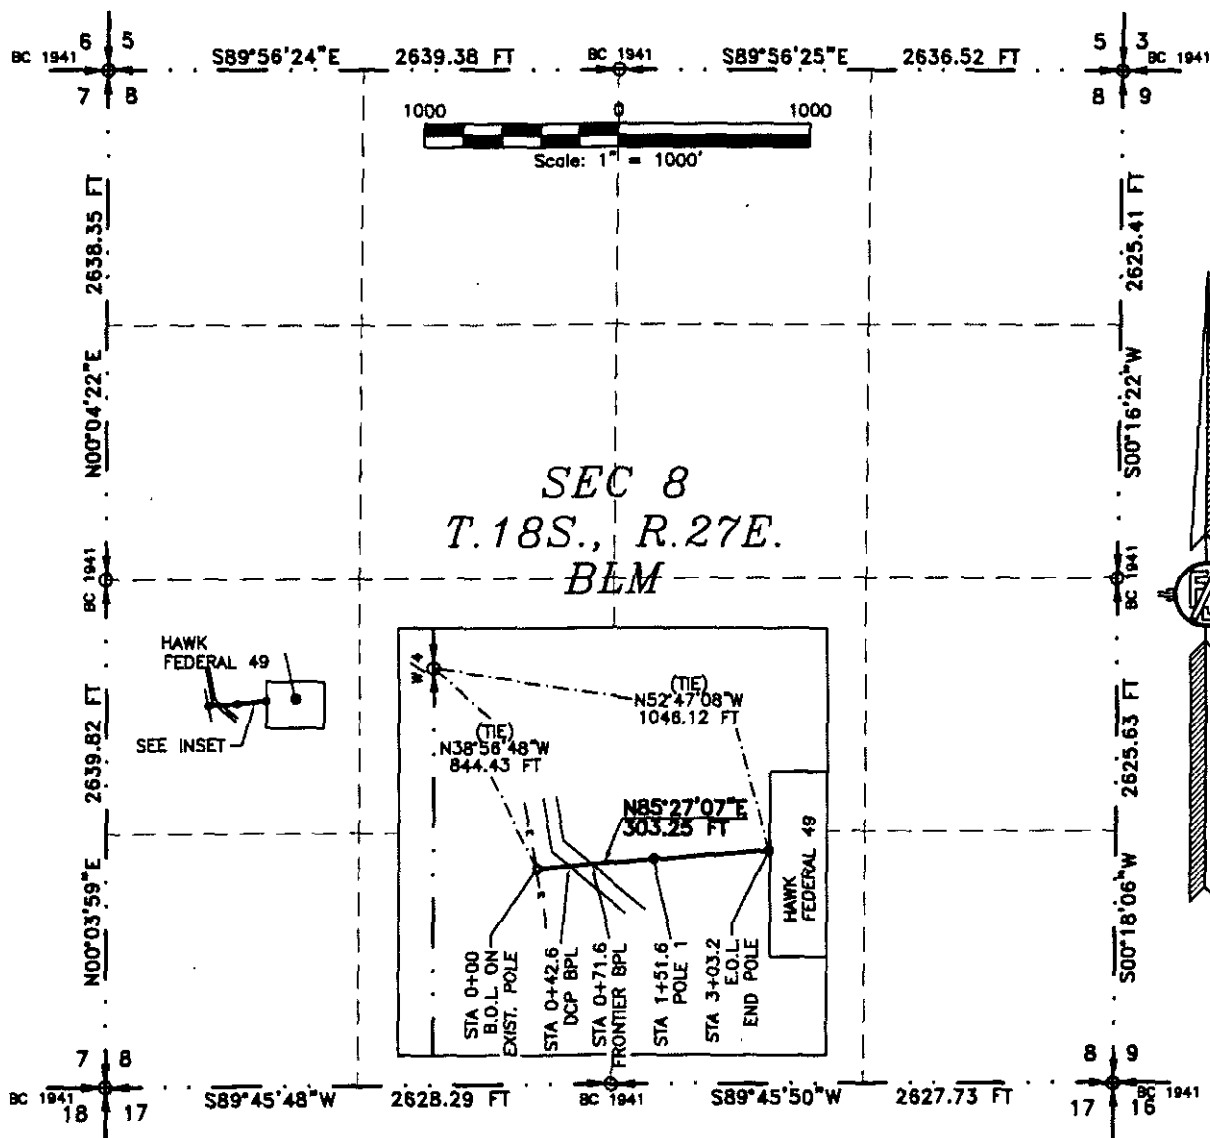 6 5
BC 1941
7 8
S89°56'24"E 2639.38 FT
BC 1941
S89°56'25"E 2636.52 FT
5 3
BC 1941
8 9
1000 0 1000
Scale: 1" = 1000'
N00°04'22"E 2638.35 FT
S00°16'22"W 2625.41 FT
SEC 8
T.18S., R.27E.
BLM
BC 1941
BC 1941
HAWK
FEDERAL 49
SEE INSET
W/4
(TIE)
N52°47'08"W
1046.12 FT
(TIE)
N38°56'48"W
844.43 FT
N85°27'07"E
303.25 FT
HAWK
FEDERAL 49
STA 0+00
B.O.L. ON
EXIST. POLE
STA 0+42.6
DCP BPL
STA 0+71.6
FRONTIER BPL
STA 1+51.6
POLE 1
STA 3+03.2
E.O.L.
END POLE
N00°03'59"E 2639.82 FT
S00°18'06"W 2625.63 FT
7 8
BC 1941
18 17
S89°45'48"W 2628.29 FT
BC 1941
S89°45'50"W 2627.73 FT
8 9
BC 1941
17 16